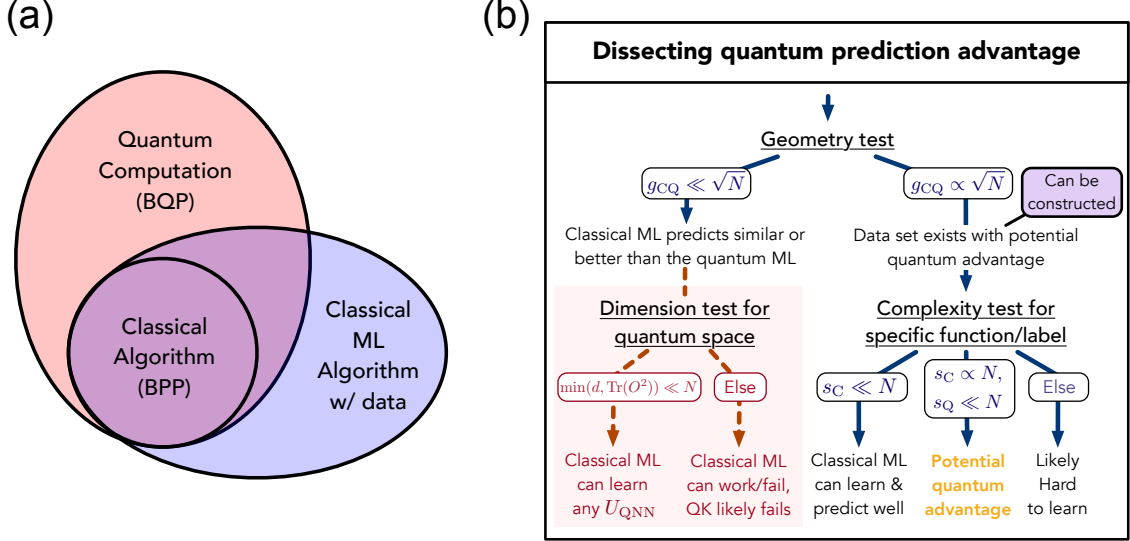 (a)
Quantum
Computation
(BQP)
Classical
Algorithm
(BPP)
Classical
ML
Algorithm
w/ data
(b)
Dissecting quantum prediction advantage
Geometry test
g_CQ ≪ √N
g_CQ ∝ √N
Can be
constructed
Classical ML predicts similar or
better than the quantum ML
Data set exists with potential
quantum advantage
Dimension test for
quantum space
Complexity test for
specific function/label
min(d, Tr(O²)) ≪ N
Else
s_C ≪ N
s_C ∝ N,
s_Q ≪ N
Else
Classical ML
can learn
any U_QNN
Classical ML
can work/fail,
QK likely fails
Classical ML
can learn &
predict well
Potential
quantum
advantage
Likely
Hard
to learn